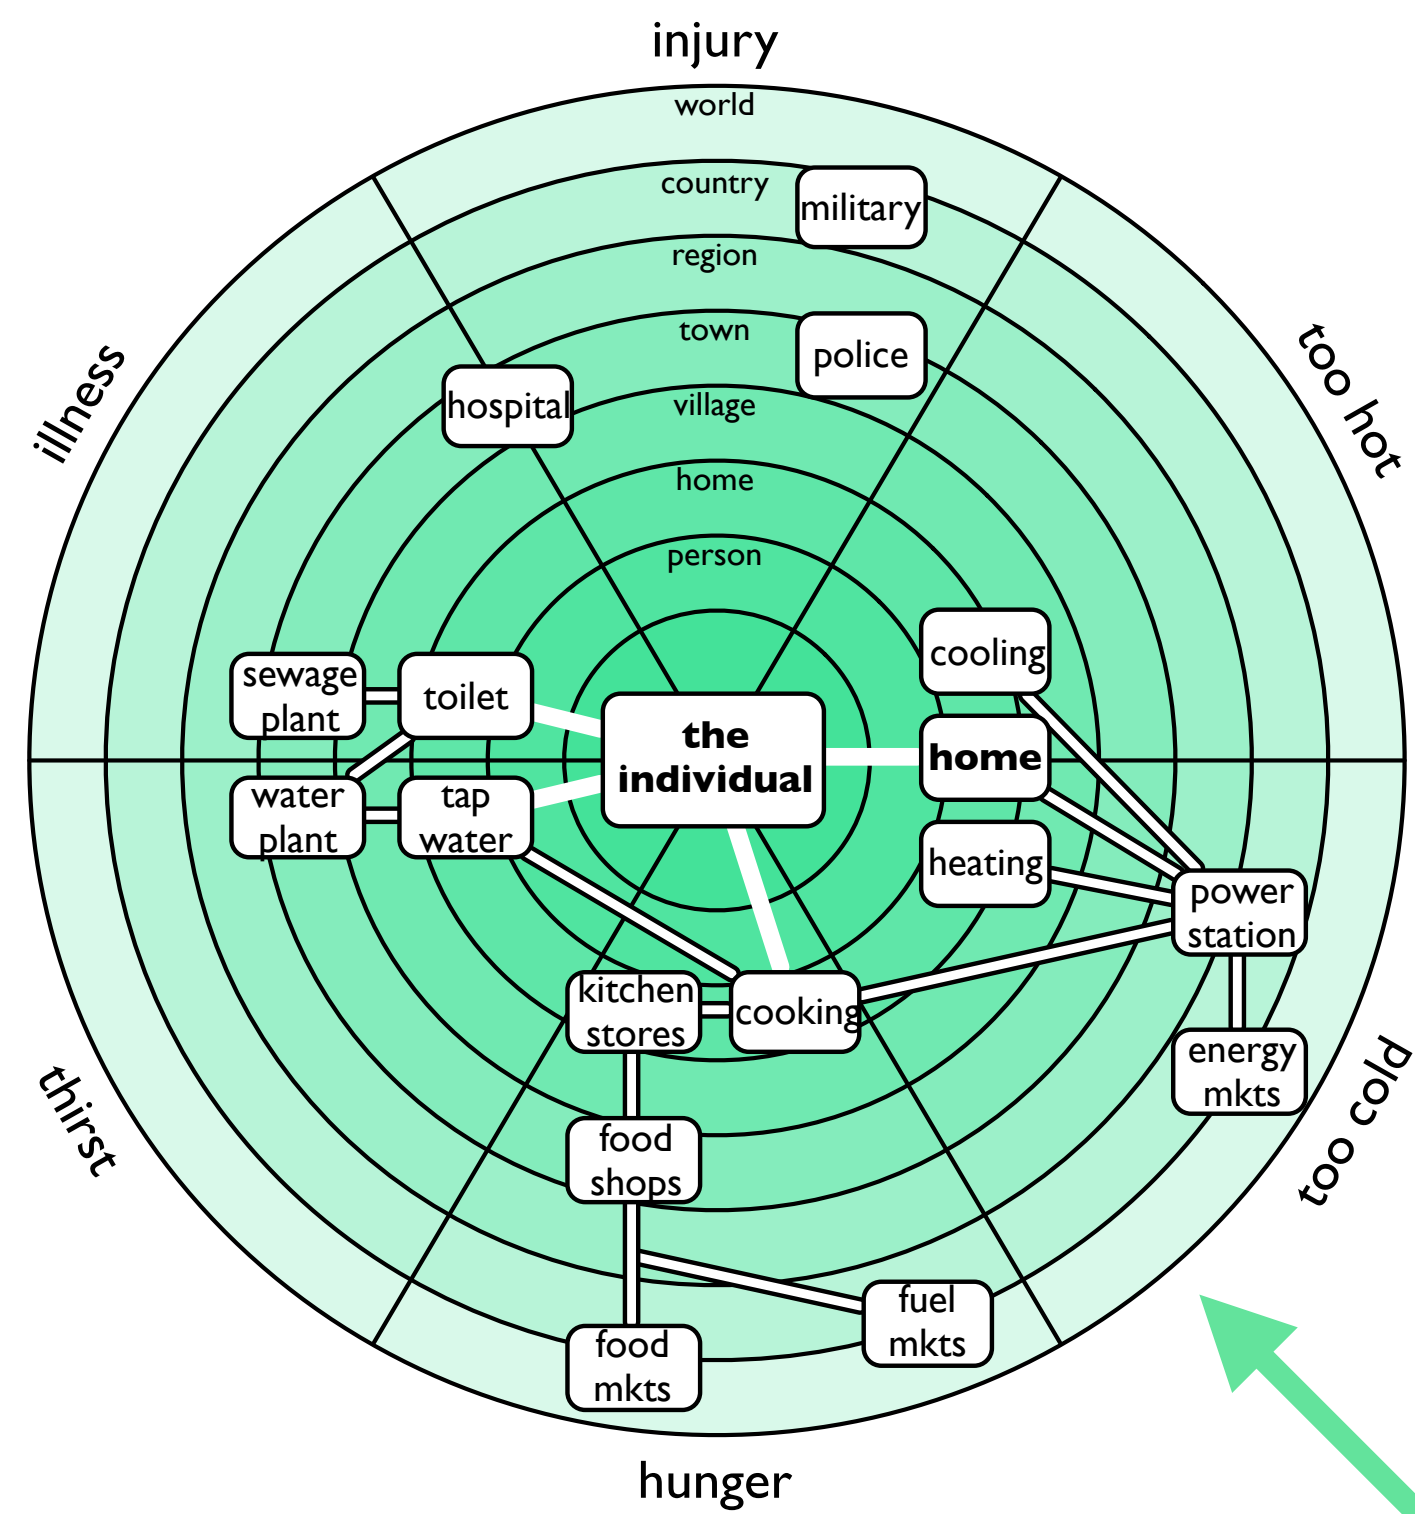 injury
world
country
military
region
town
police
village
hospital
home
person
illness
too hot
cooling
sewage
plant
toilet
the
individual
home
water
plant
tap
water
heating
power
station
kitchen
stores
cooking
energy
mkts
thirst
too cold
food
shops
fuel
mkts
food
mkts
hunger